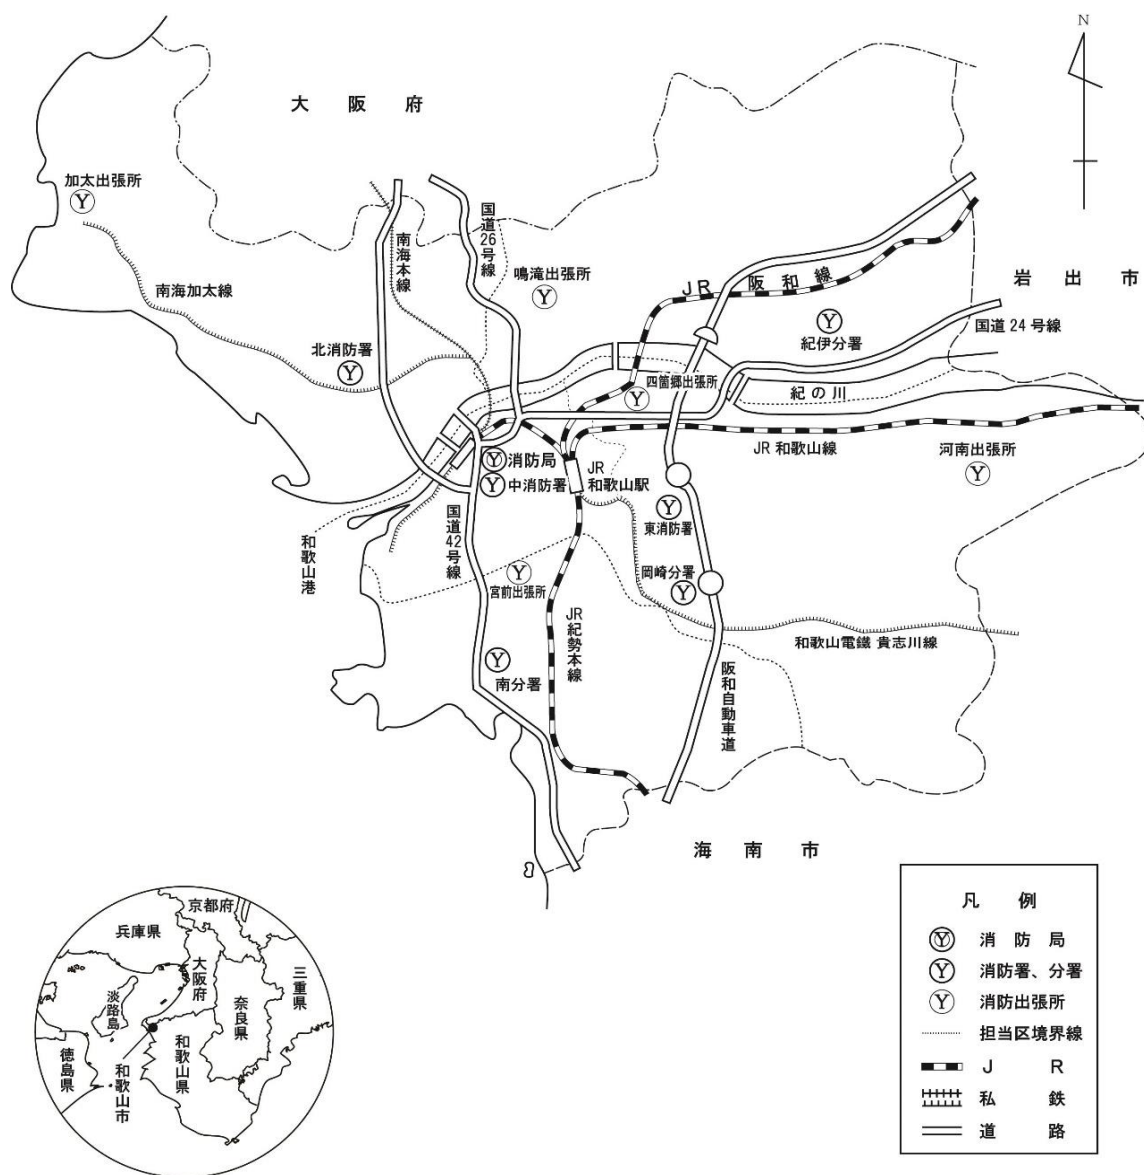 N
大阪府
加太出張所
Y
国道26号線
南海本線
鳴滝出張所
Y
JR 阪和線
岩出市
南海加太線
国道24号線
Y
紀伊分署
北消防署
Y
四箇郷出張所
Y
紀の川
JR 和歌山線
河南出張所
Y
Y 消防局
Y 中消防署
JR
和歌山駅
国道42号線
和歌山港
Y
東消防署
Y
宮前出張所
岡崎分署
Y
JR紀勢本線
和歌山電鐵 貴志川線
Y
南分署
阪和自動車道
海南市
京都府
兵庫県
大阪府
三重県
淡路島
奈良県
徳島県
和歌山市
和歌山県
凡例
Y 消防局
Y 消防署、分署
Y 消防出張所
担当区境界線
JR
私鉄
道路